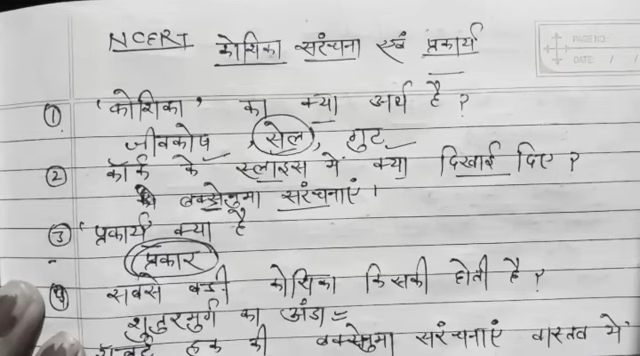 NCERT कोशिका संरचना एवं प्रकार्य
PAGE NO.
DATE: / /
① 'कोशिका' का क्या अर्थ है ?
जीवकोष, सेल, गुट
② कॉर्क के स्लाइस में क्या दिखाई दिए ?
बक्सेनुमा संरचनाएं।
③ 'प्रकार्य क्या है
प्रकार
④ सबसे बड़ी कोशिका किसकी होती है ?
शुतुरमुर्ग का अंडा =
हुक की बक्सेनुमा संरचनाएं वास्तव में